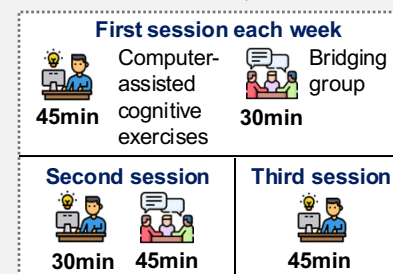 First session each week
Computer-
assisted
cognitive
exercises
45min
Bridging
group
30min
Second session
30min
45min
Third session
45min